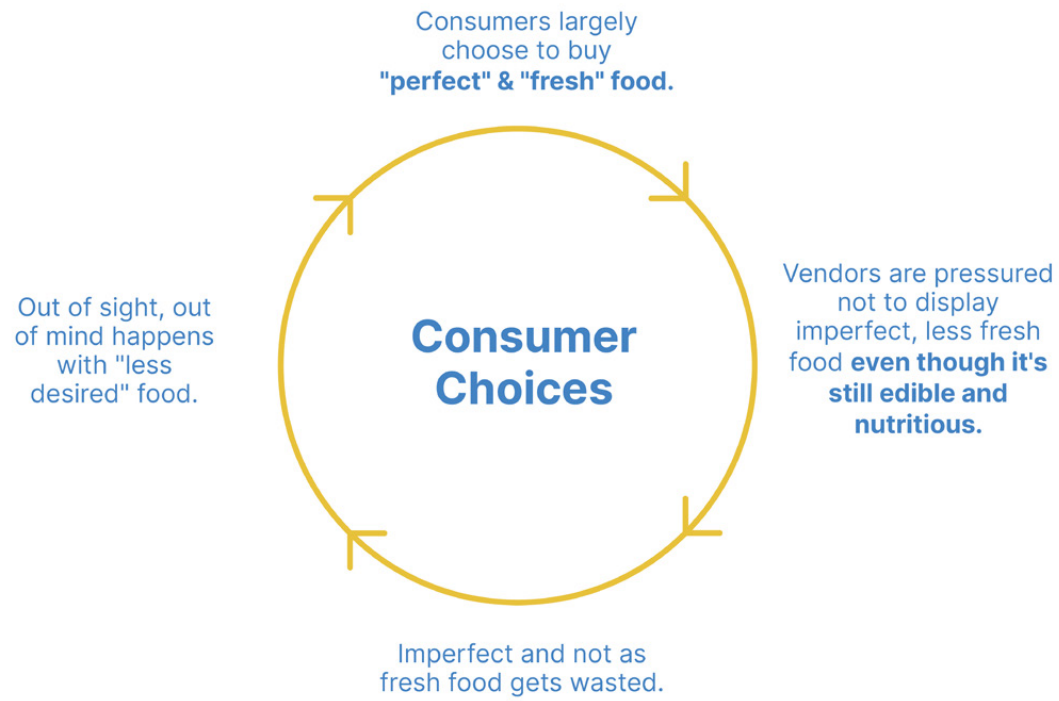 Consumers largely
choose to buy
"perfect" & "fresh" food.
Vendors are pressured
not to display
imperfect, less fresh
food even though it's
still edible and
nutritious.
Imperfect and not as
fresh food gets wasted.
Out of sight, out
of mind happens
with "less
desired" food.
Consumer
Choices